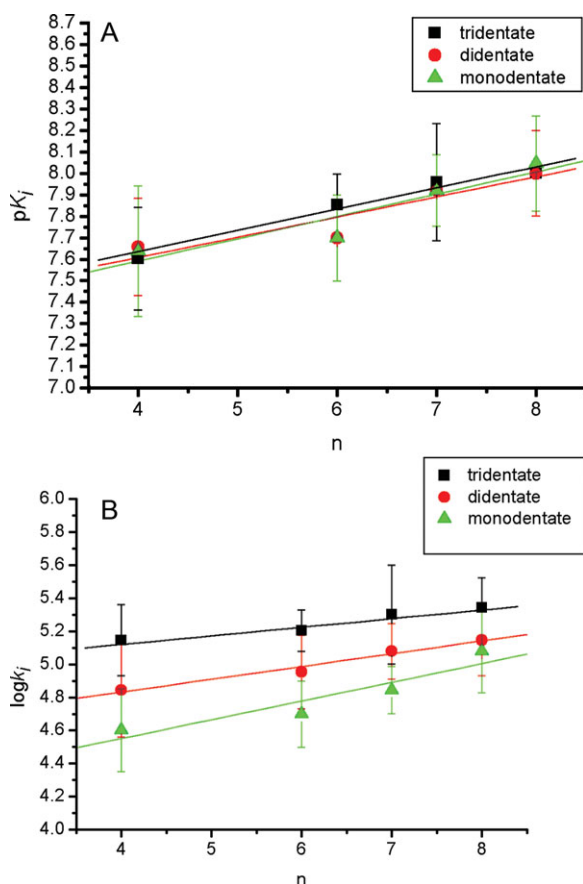 A
tridentate
didentate
monodentate
8.7
8.6
8.5
8.4
8.3
8.2
8.1
8.0
7.9
7.8
7.7
7.6
7.5
7.4
7.3
7.2
7.1
7.0
pKi
4 5 6 7 8
n
B
tridentate
didentate
monodentate
6.0
5.8
5.6
5.4
5.2
5.0
4.8
4.6
4.4
4.2
4.0
logki
4 5 6 7 8
n